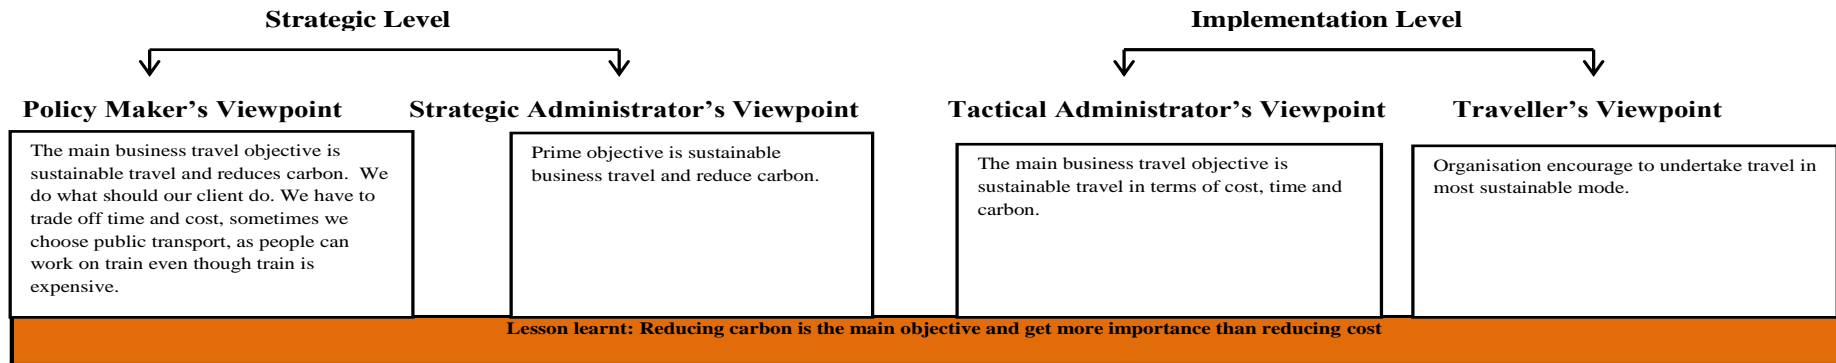 Strategic Level
Implementation Level
Policy Maker's Viewpoint
Strategic Administrator's Viewpoint
Tactical Administrator's Viewpoint
Traveller's Viewpoint
The main business travel objective is
sustainable travel and reduces carbon.  We
do what should our client do. We have to
trade off time and cost, sometimes we
choose public transport, as people can
work on train even though train is
expensive.
Prime objective is sustainable
business travel and reduce carbon.
The main business travel objective is
sustainable travel in terms of cost, time and
carbon.
Organisation encourage to undertake travel in
most sustainable mode.
Lesson learnt: Reducing carbon is the main objective and get more importance than reducing cost